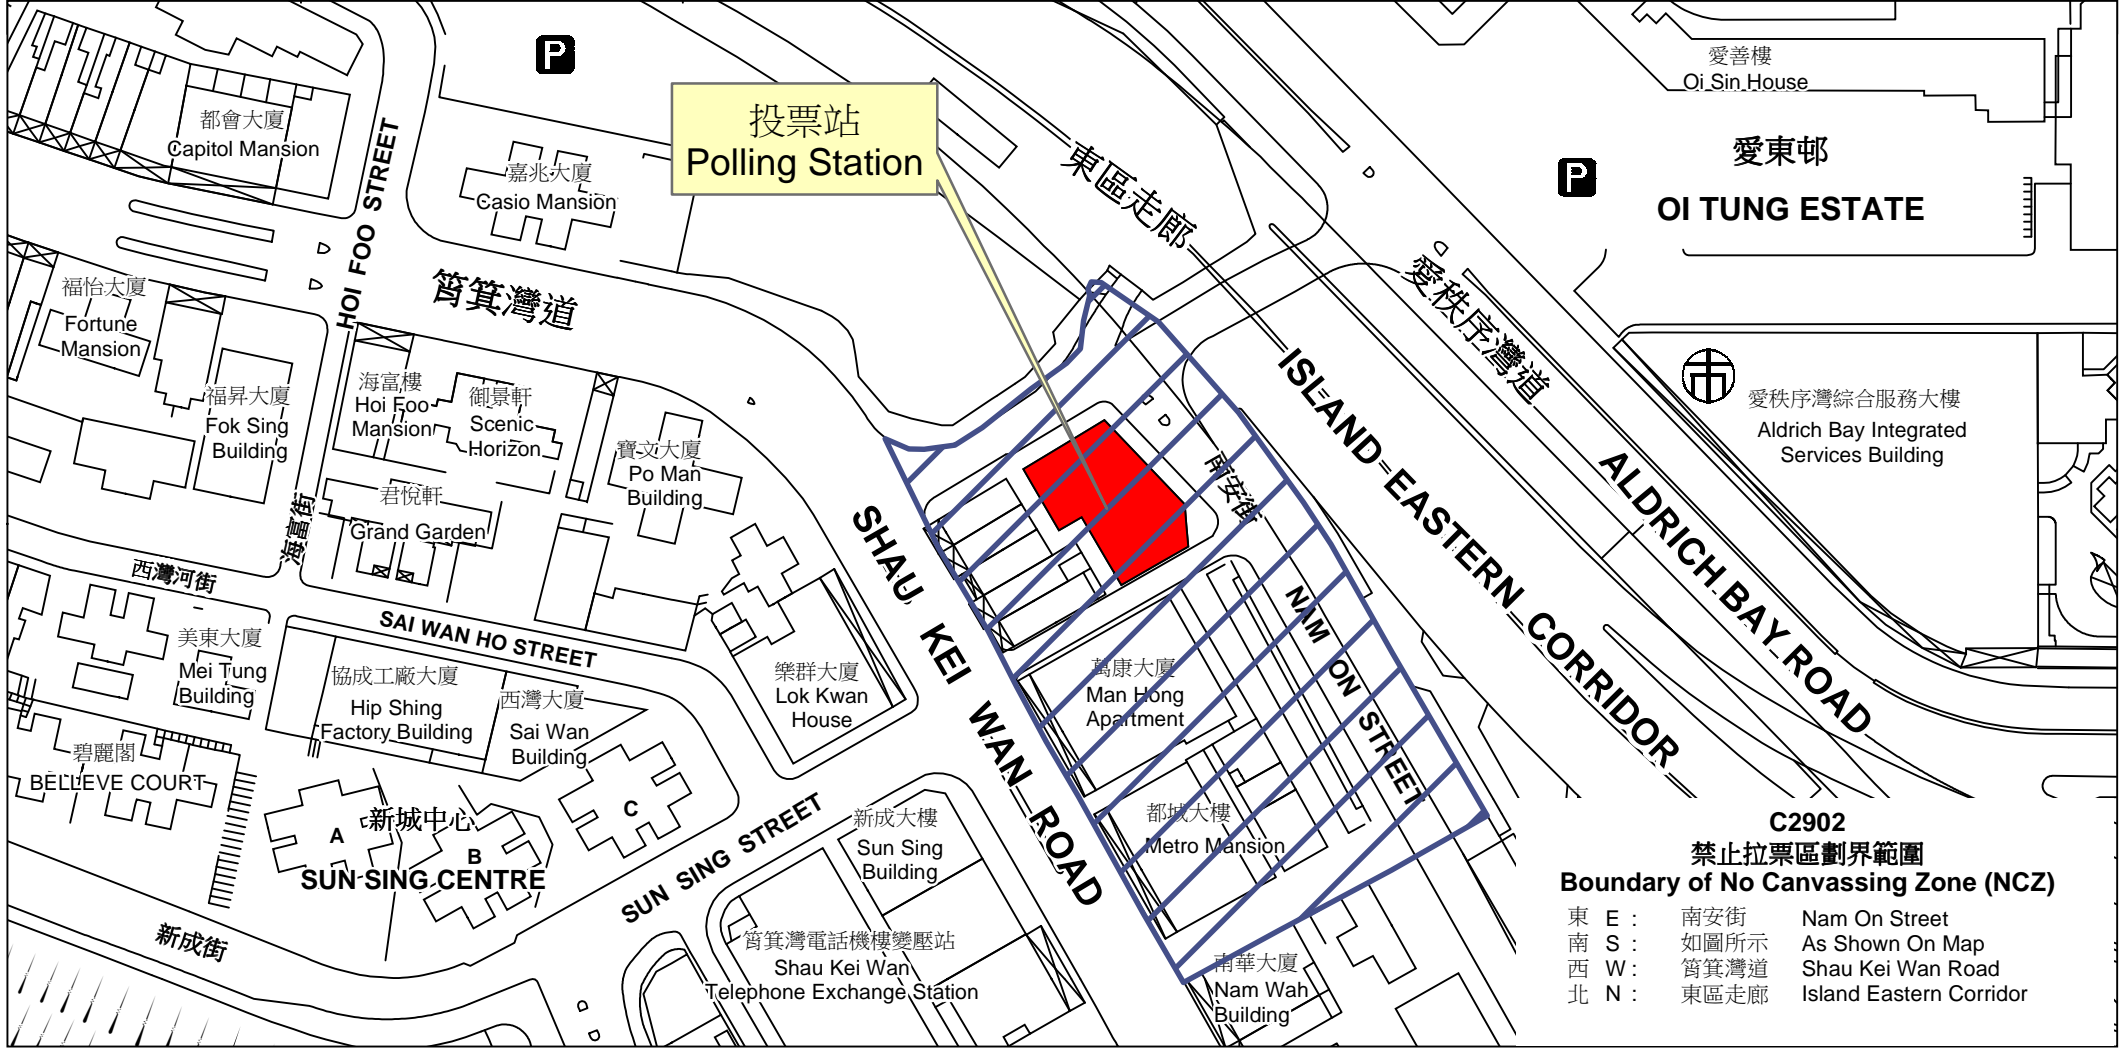 P
愛善樓
Oi Sin House
都會大廈
Capitol Mansion
投票站
Polling Station
愛東邨
OI TUNG ESTATE
P
嘉兆大廈
Casio Mansion
東區走廊
HOI FOO STREET
筲箕灣道
愛秩序灣道
福怡大廈
Fortune
Mansion
福昇大廈
Fok Sing
Building
海富樓
Hoi Foo
Mansion
御景軒
Scenic
Horizon
寶文大廈
Po Man
Building
君悅軒
Grand Garden
海富街
南安街
ISLAND EASTERN CORRIDOR
ALDRICH BAY ROAD
愛秩序灣綜合服務大樓
Aldrich Bay Integrated
Services Building
西灣河街
SAI WAN HO STREET
SHAU KEI WAN ROAD
NAM ON STREET
美東大廈
Mei Tung
Building
協成工廠大廈
Hip Shing
Factory Building
西灣大廈
Sai Wan
Building
樂群大廈
Lok Kwan
House
萬康大廈
Man Hong
Apartment
碧麗閣
BELLEVE COURT
新城中心
A
B
C
SUN SING CENTRE
SUN SING STREET
新成大樓
Sun Sing
Building
都城大樓
Metro Mansion
新成街
筲箕灣電話機樓變壓站
Shau Kei Wan
Telephone Exchange Station
南華大廈
Nam Wah
Building
C2902
禁止拉票區劃界範圍
Boundary of No Canvassing Zone (NCZ)
東 E : 南安街 Nam On Street
南 S : 如圖所示 As Shown On Map
西 W : 筲箕灣道 Shau Kei Wan Road
北 N : 東區走廊 Island Eastern Corridor